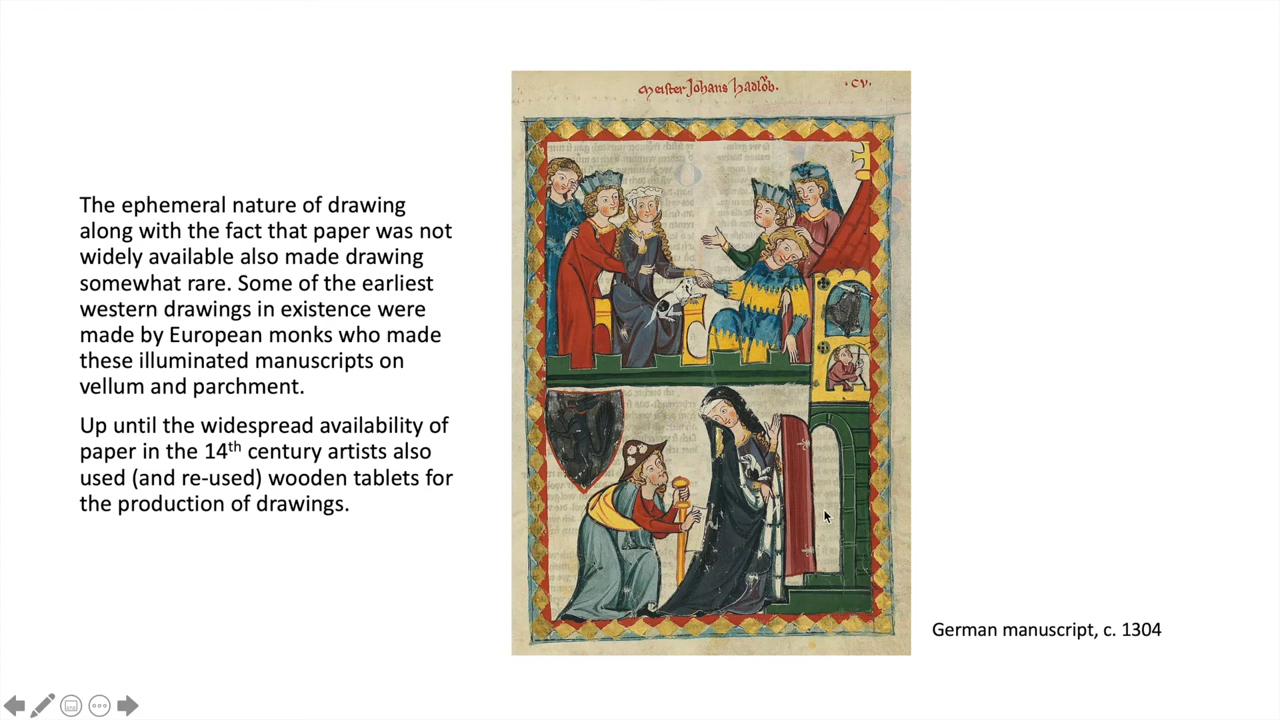 The ephemeral nature of drawing
along with the fact that paper was not
widely available also made drawing
somewhat rare. Some of the earliest
western drawings in existence were
made by European monks who made
these illuminated manuscripts on
vellum and parchment.
Up until the widespread availability of
paper in the 14th century artists also
used (and re-used) wooden tablets for
the production of drawings.
Meister Johans Hadlob.
·CV·
German manuscript, c. 1304